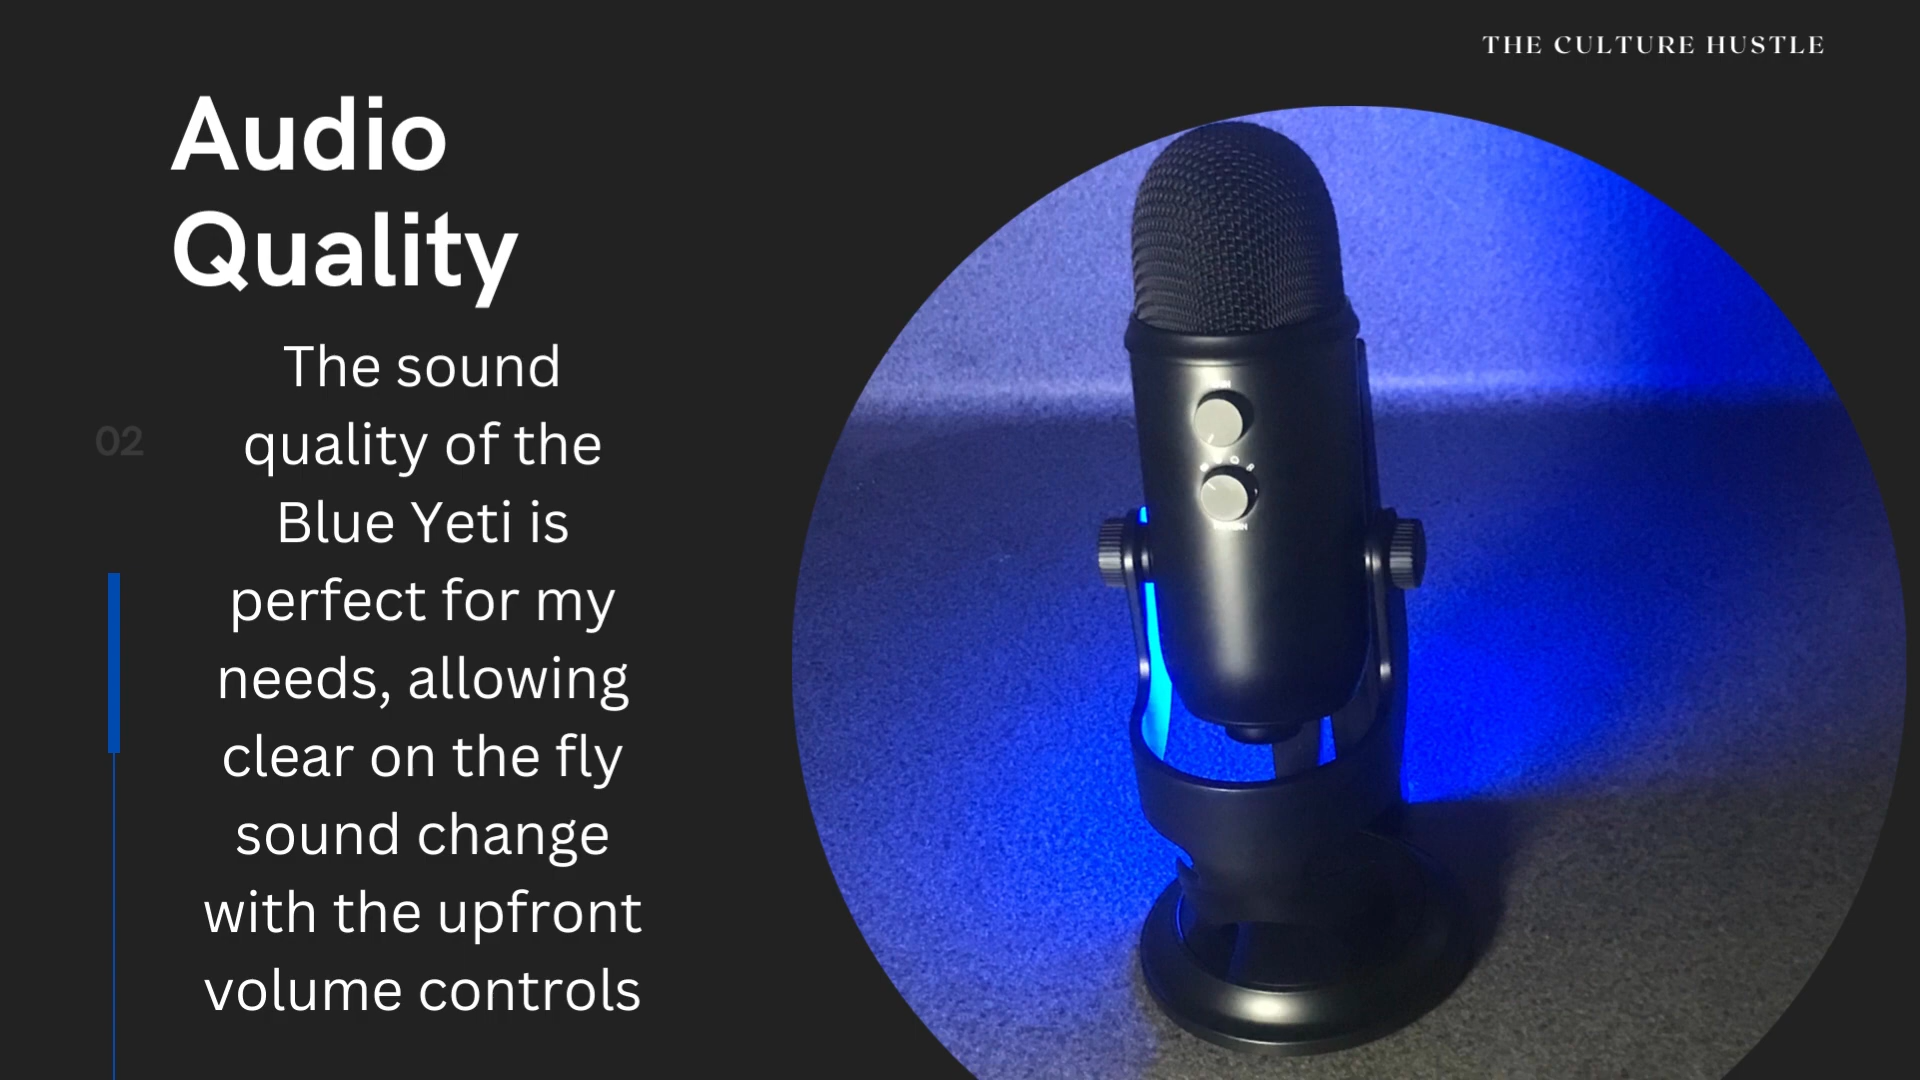 THE CULTURE HUSTLE
Audio
Quality
The sound
quality of the
Blue Yeti is
perfect for my
needs, allowing
clear on the fly
sound change
with the upfront
volume controls
02